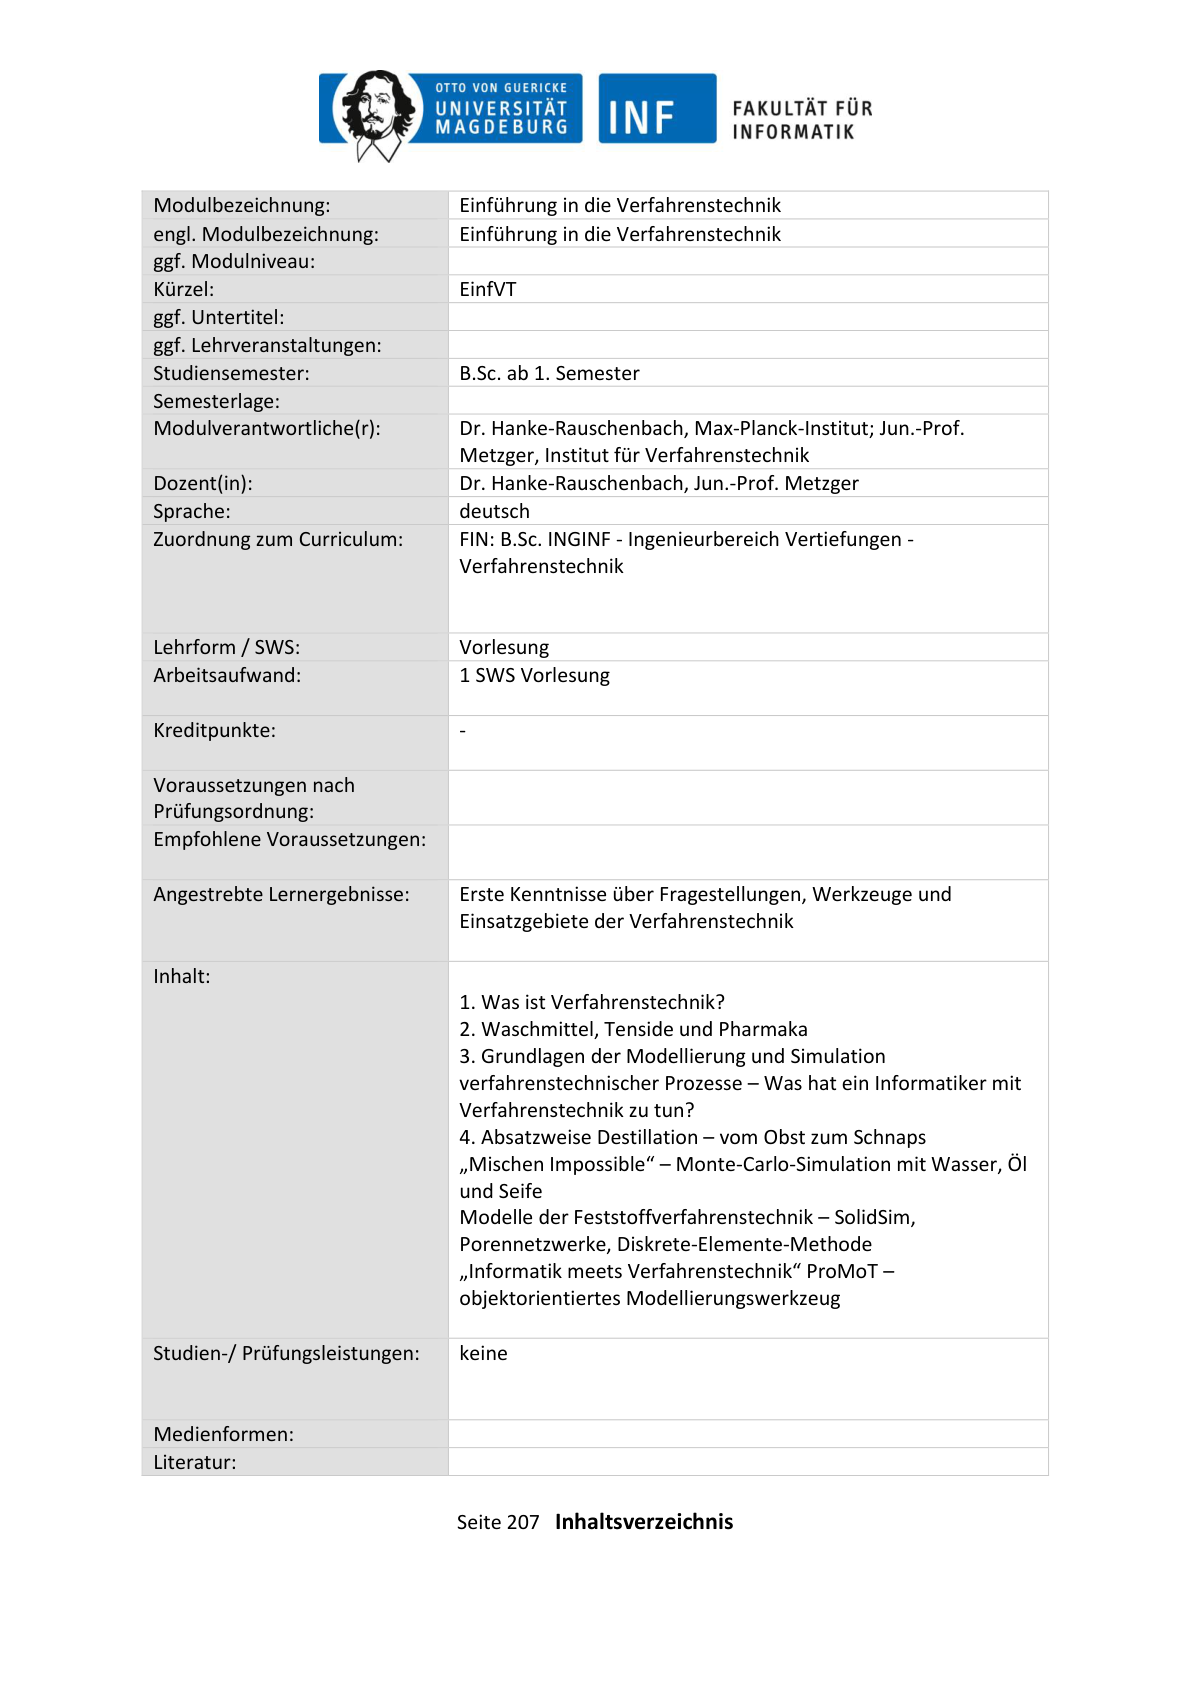 OTTO VON GUERICKE
UNIVERSITÄT
MAGDEBURG
INF
FAKULTÄT FÜR
INFORMATIK
Modulbezeichnung: Einführung in die Verfahrenstechnik
engl. Modulbezeichnung: Einführung in die Verfahrenstechnik
ggf. Modulniveau:
Kürzel: EinfVT
ggf. Untertitel:
ggf. Lehrveranstaltungen:
Studiensemester: B.Sc. ab 1. Semester
Semesterlage:
Modulverantwortliche(r): Dr. Hanke-Rauschenbach, Max-Planck-Institut; Jun.-Prof.
Metzger, Institut für Verfahrenstechnik
Dozent(in): Dr. Hanke-Rauschenbach, Jun.-Prof. Metzger
Sprache: deutsch
Zuordnung zum Curriculum: FIN: B.Sc. INGINF - Ingenieurbereich Vertiefungen -
Verfahrenstechnik
Lehrform / SWS: Vorlesung
Arbeitsaufwand: 1 SWS Vorlesung
Kreditpunkte: -
Voraussetzungen nach
Prüfungsordnung:
Empfohlene Voraussetzungen:
Angestrebte Lernergebnisse: Erste Kenntnisse über Fragestellungen, Werkzeuge und
Einsatzgebiete der Verfahrenstechnik
Inhalt:
1. Was ist Verfahrenstechnik?
2. Waschmittel, Tenside und Pharmaka
3. Grundlagen der Modellierung und Simulation
verfahrenstechnischer Prozesse – Was hat ein Informatiker mit
Verfahrenstechnik zu tun?
4. Absatzweise Destillation – vom Obst zum Schnaps
„Mischen Impossible“ – Monte-Carlo-Simulation mit Wasser, Öl
und Seife
Modelle der Feststoffverfahrenstechnik – SolidSim,
Porennetzwerke, Diskrete-Elemente-Methode
„Informatik meets Verfahrenstechnik“ ProMoT –
objektorientiertes Modellierungswerkzeug
Studien-/ Prüfungsleistungen: keine
Medienformen:
Literatur:
Seite 207 Inhaltsverzeichnis